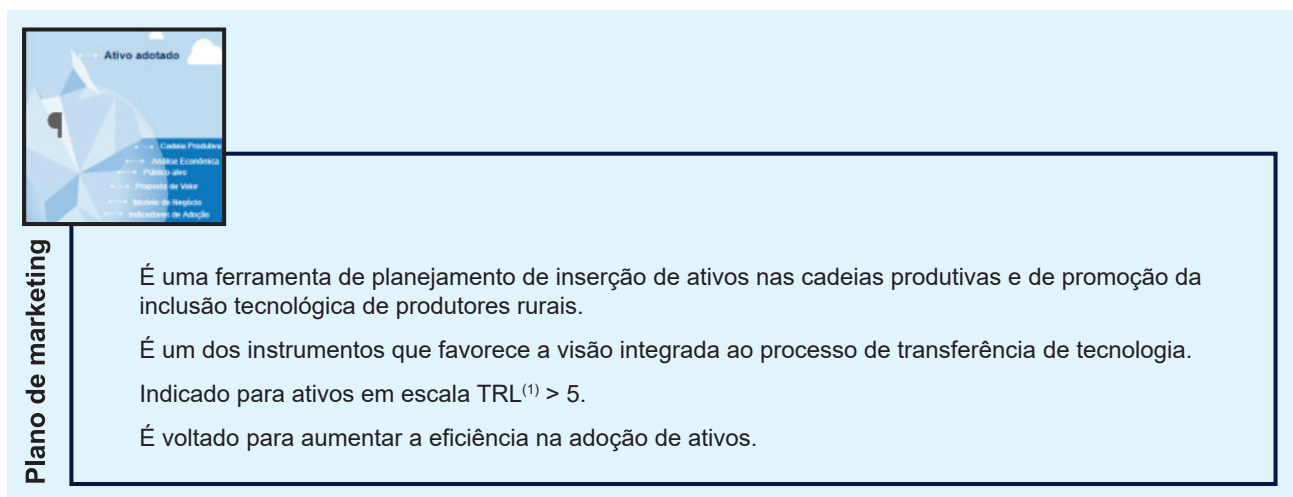 Ativo adotado
¶
Cadeia Produtiva
Análise Econômica
Público-alvo
Proposta de Valor
Modelo de Negócio
Indicadores de Adoção
Plano de marketing
É uma ferramenta de planejamento de inserção de ativos nas cadeias produtivas e de promoção da
inclusão tecnológica de produtores rurais.
É um dos instrumentos que favorece a visão integrada ao processo de transferência de tecnologia.
Indicado para ativos em escala TRL⁽¹⁾ > 5.
É voltado para aumentar a eficiência na adoção de ativos.